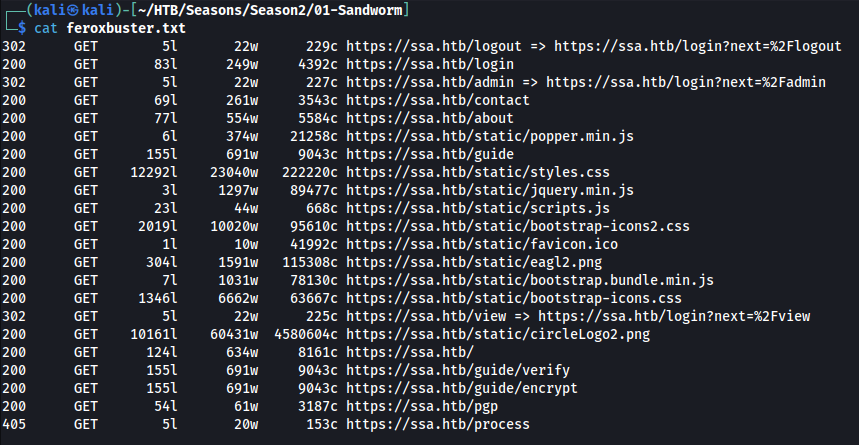 (kali㉿kali)-[~/HTB/Seasons/Season2/01-Sandworm]
$ cat feroxbuster.txt
302 GET 5l 22w 229c https://ssa.htb/logout => https://ssa.htb/login?next=%2Flogout
200 GET 83l 249w 4392c https://ssa.htb/login
302 GET 5l 22w 227c https://ssa.htb/admin => https://ssa.htb/login?next=%2Fadmin
200 GET 69l 261w 3543c https://ssa.htb/contact
200 GET 77l 554w 5584c https://ssa.htb/about
200 GET 6l 374w 21258c https://ssa.htb/static/popper.min.js
200 GET 155l 691w 9043c https://ssa.htb/guide
200 GET 12292l 23040w 222220c https://ssa.htb/static/styles.css
200 GET 3l 1297w 89477c https://ssa.htb/static/jquery.min.js
200 GET 23l 44w 668c https://ssa.htb/static/scripts.js
200 GET 2019l 10020w 95610c https://ssa.htb/static/bootstrap-icons2.css
200 GET 1l 10w 41992c https://ssa.htb/static/favicon.ico
200 GET 304l 1591w 115308c https://ssa.htb/static/eagl2.png
200 GET 7l 1031w 78130c https://ssa.htb/static/bootstrap.bundle.min.js
200 GET 1346l 6662w 63667c https://ssa.htb/static/bootstrap-icons.css
302 GET 5l 22w 225c https://ssa.htb/view => https://ssa.htb/login?next=%2Fview
200 GET 10161l 60431w 4580604c https://ssa.htb/static/circleLogo2.png
200 GET 124l 634w 8161c https://ssa.htb/
200 GET 155l 691w 9043c https://ssa.htb/guide/verify
200 GET 155l 691w 9043c https://ssa.htb/guide/encrypt
200 GET 54l 61w 3187c https://ssa.htb/pgp
405 GET 5l 20w 153c https://ssa.htb/process